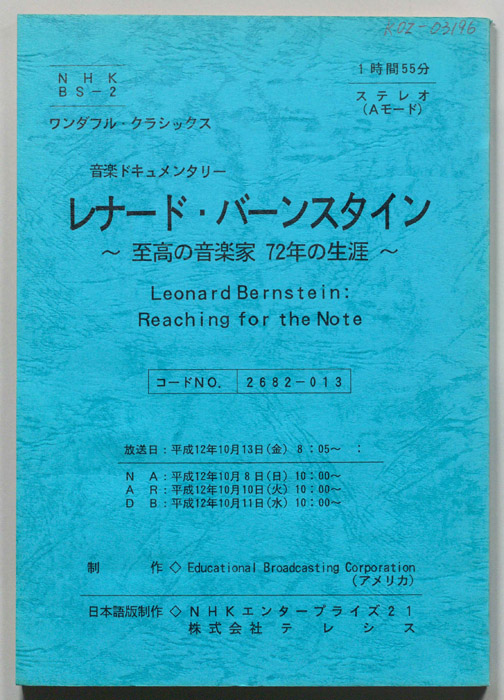 ROZ-03196
NHK
BS-2
1時間55分
ステレオ
(Aモード)
ワンダフル・クラシックス
音楽ドキュメンタリー
レナード・バーンスタイン
～ 至高の音楽家 72年の生涯 ～
Leonard Bernstein:
Reaching for the Note
コードNO. 2682-013
放送日:平成12年10月13日(金) 8:05～ :
N A:平成12年10月8日(日) 10:00～
A R:平成12年10月10日(火) 10:00～
D B:平成12年10月11日(水) 10:00～
制 作◇ Educational Broadcasting Corporation
(アメリカ)
日本語版制作◇ NHKエンタープライズ21
株式会社テレシス